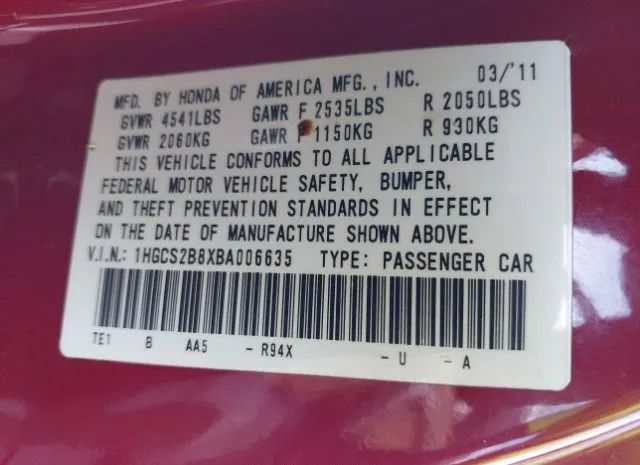 MFD. BY HONDA OF AMERICA MFG., INC. 03/'11
GVWR 4541LBS GAWR F 2535LBS R 2050LBS
GVWR 2060KG GAWR F 1150KG R 930KG
THIS VEHICLE CONFORMS TO ALL APPLICABLE
FEDERAL MOTOR VEHICLE SAFETY, BUMPER,
AND THEFT PREVENTION STANDARDS IN EFFECT
ON THE DATE OF MANUFACTURE SHOWN ABOVE.
V.I.N.: 1HGCS2B8XBA006635 TYPE: PASSENGER CAR
TE1 B AA5 - R94X - U - A